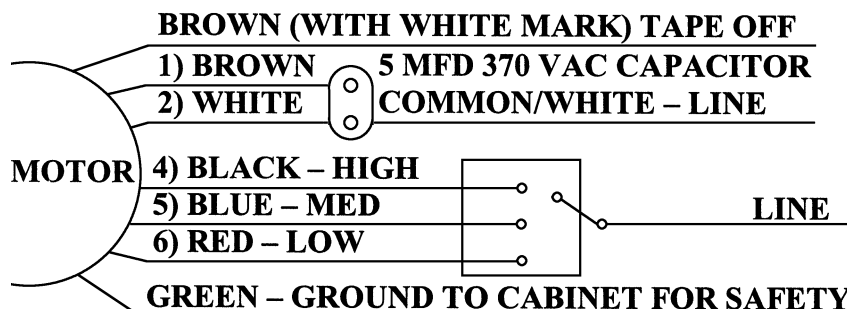 BROWN (WITH WHITE MARK) TAPE OFF
1) BROWN
5 MFD 370 VAC CAPACITOR
2) WHITE
COMMON/WHITE – LINE
MOTOR
4) BLACK – HIGH
5) BLUE – MED
LINE
6) RED – LOW
GREEN – GROUND TO CABINET FOR SAFETY